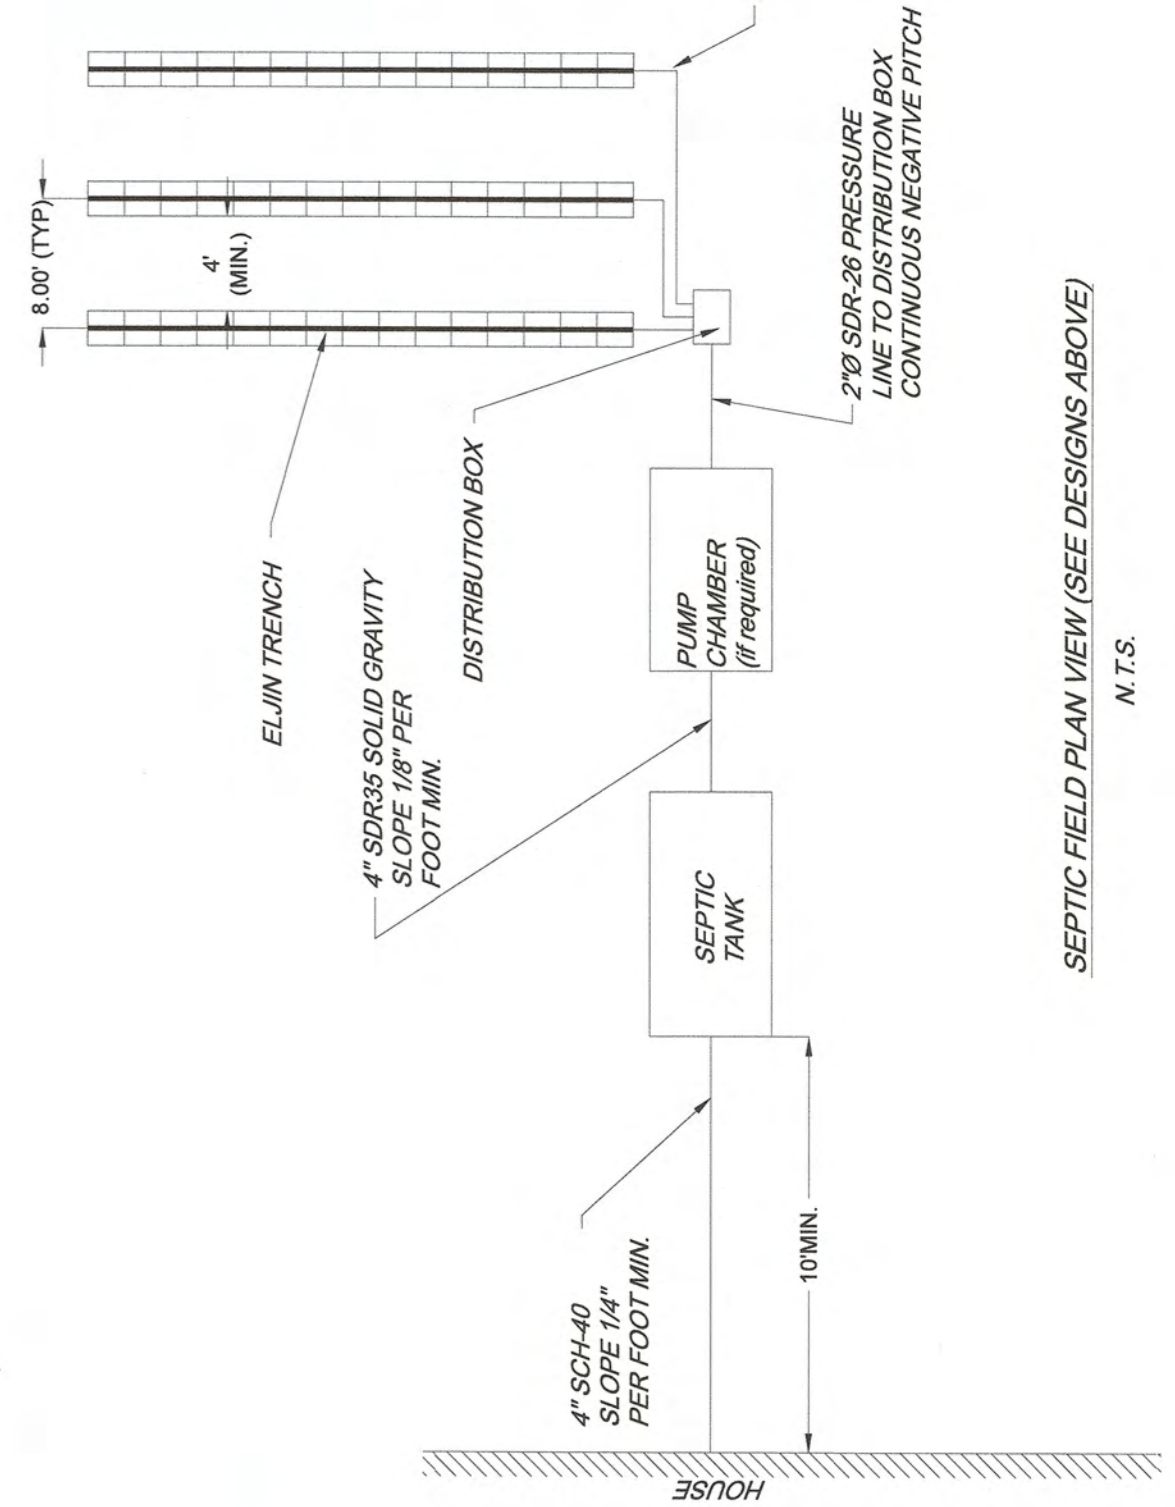 8.00' (TYP)
4'
(MIN.)
ELJIN TRENCH
4" SDR35 SOLID GRAVITY
SLOPE 1/8" PER
FOOT MIN.
DISTRIBUTION BOX
2"Ø SDR-26 PRESSURE
LINE TO DISTRIBUTION BOX
CONTINUOUS NEGATIVE PITCH
PUMP
CHAMBER
(if required)
SEPTIC
TANK
4" SCH-40
SLOPE 1/4"
PER FOOT MIN.
10'MIN.
HOUSE
SEPTIC FIELD PLAN VIEW (SEE DESIGNS ABOVE)
N.T.S.